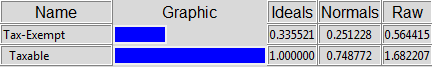 Name Graphic Ideals Normals Raw
Tax-Exempt 0.335521 0.251228 0.564415
Taxable 1.000000 0.748772 1.682207